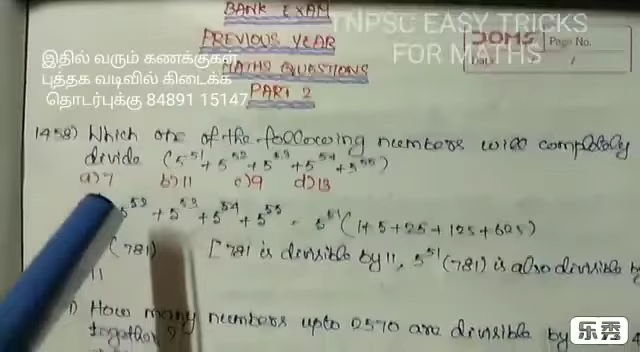 BANK EXAM
TNPSC EASY TRICKS
PREVIOUS YEAR
FOR MATHS
DOMS
Page No.
Date
/
இதில் வரும் கணக்குகள்
MATHS QUESTIONS
புத்தக வடிவில் கிடைக்க
PART 2
தொடர்புக்கு 84891 15147
1458) Which one of the following numbers will completely
divide (5^51 + 5^52 + 5^53 + 5^54 + 5^55)
a) 7 b) 11 c) 9 d) 13
5^52 + 5^53 + 5^54 + 5^55 = 5^51 (1+5+25+125+625)
(781) [781 is divisible by 11, 5^51 (781) is also divisible by
11
) How many numbers upto 2570 are divisible by
together?
乐秀